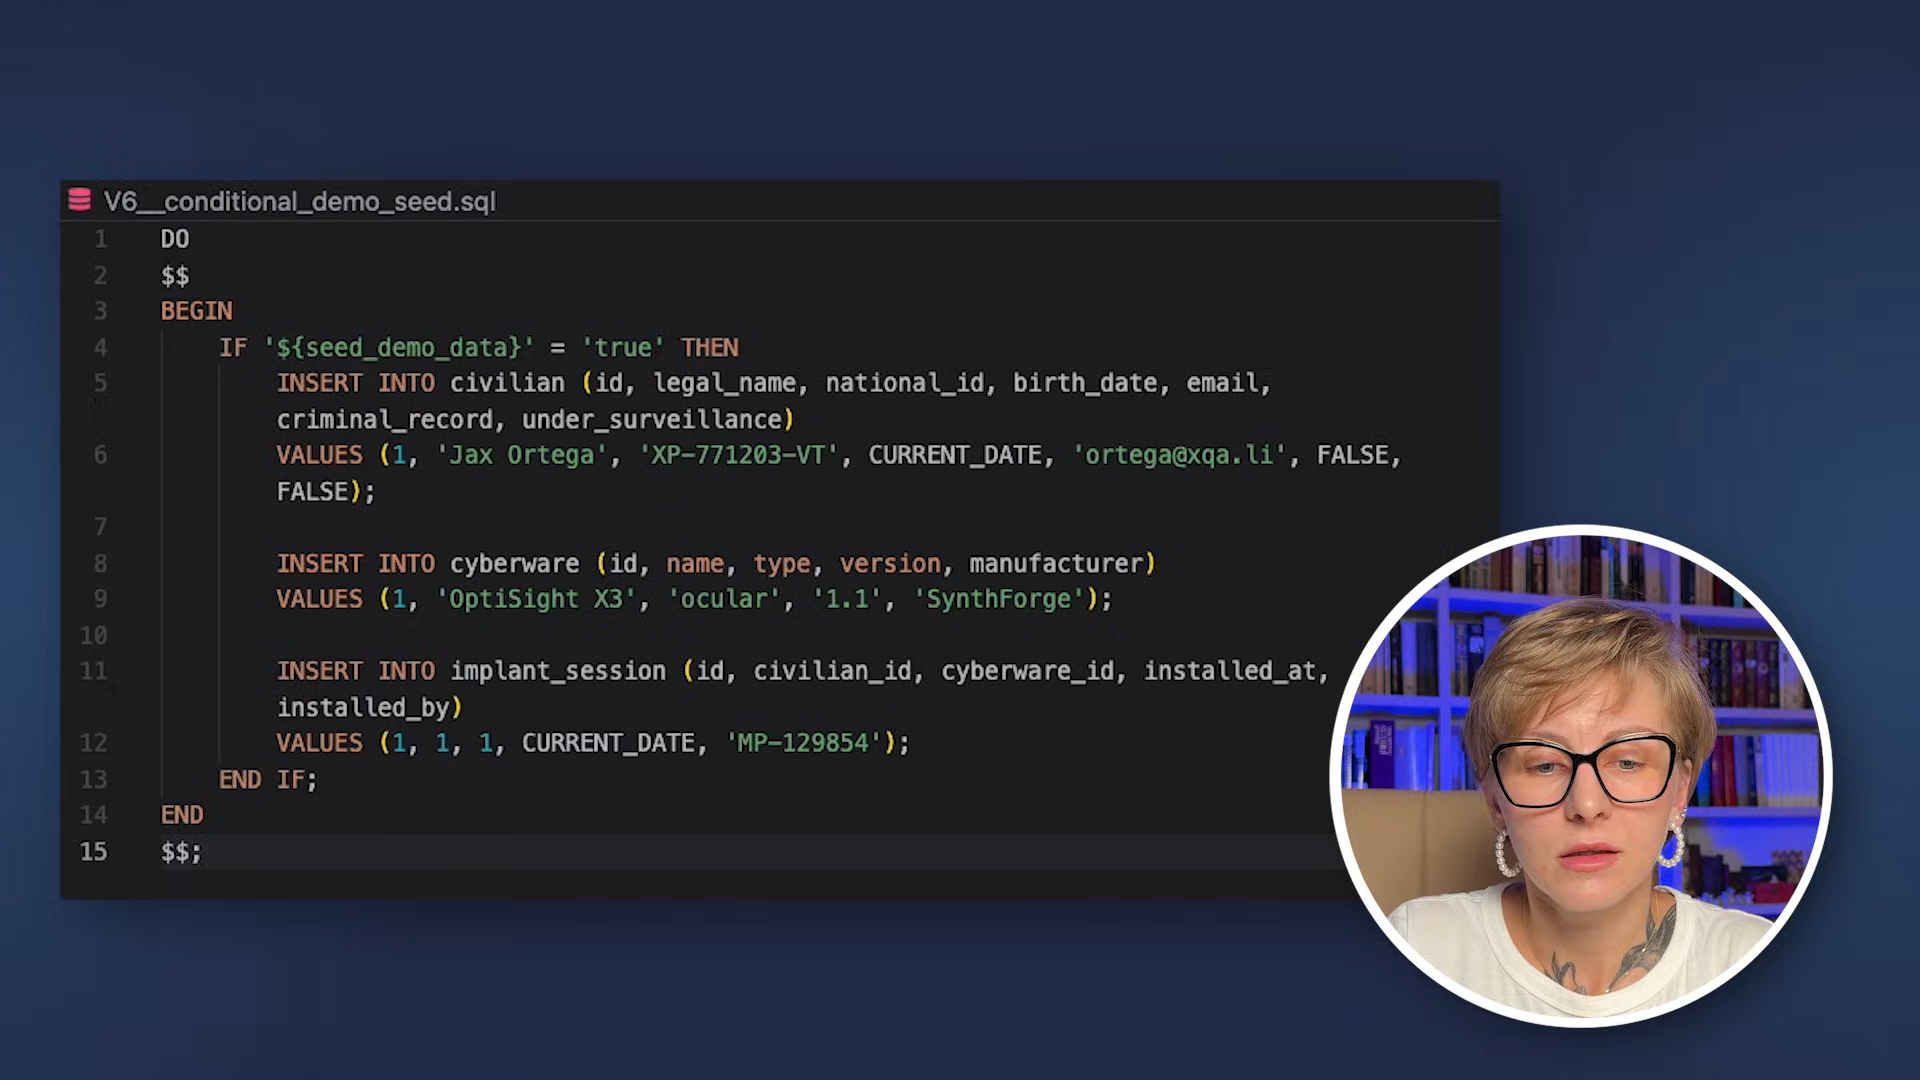 V6__conditional_demo_seed.sql
1 DO
2 $$
3 BEGIN
4 IF '${seed_demo_data}' = 'true' THEN
5 INSERT INTO civilian (id, legal_name, national_id, birth_date, email,
criminal_record, under_surveillance)
6 VALUES (1, 'Jax Ortega', 'XP-771203-VT', CURRENT_DATE, 'ortega@xqa.li', FALSE,
FALSE);
7
8 INSERT INTO cyberware (id, name, type, version, manufacturer)
9 VALUES (1, 'OptiSight X3', 'ocular', '1.1', 'SynthForge');
10
11 INSERT INTO implant_session (id, civilian_id, cyberware_id, installed_at,
installed_by)
12 VALUES (1, 1, 1, CURRENT_DATE, 'MP-129854');
13 END IF;
14 END
15 $$;